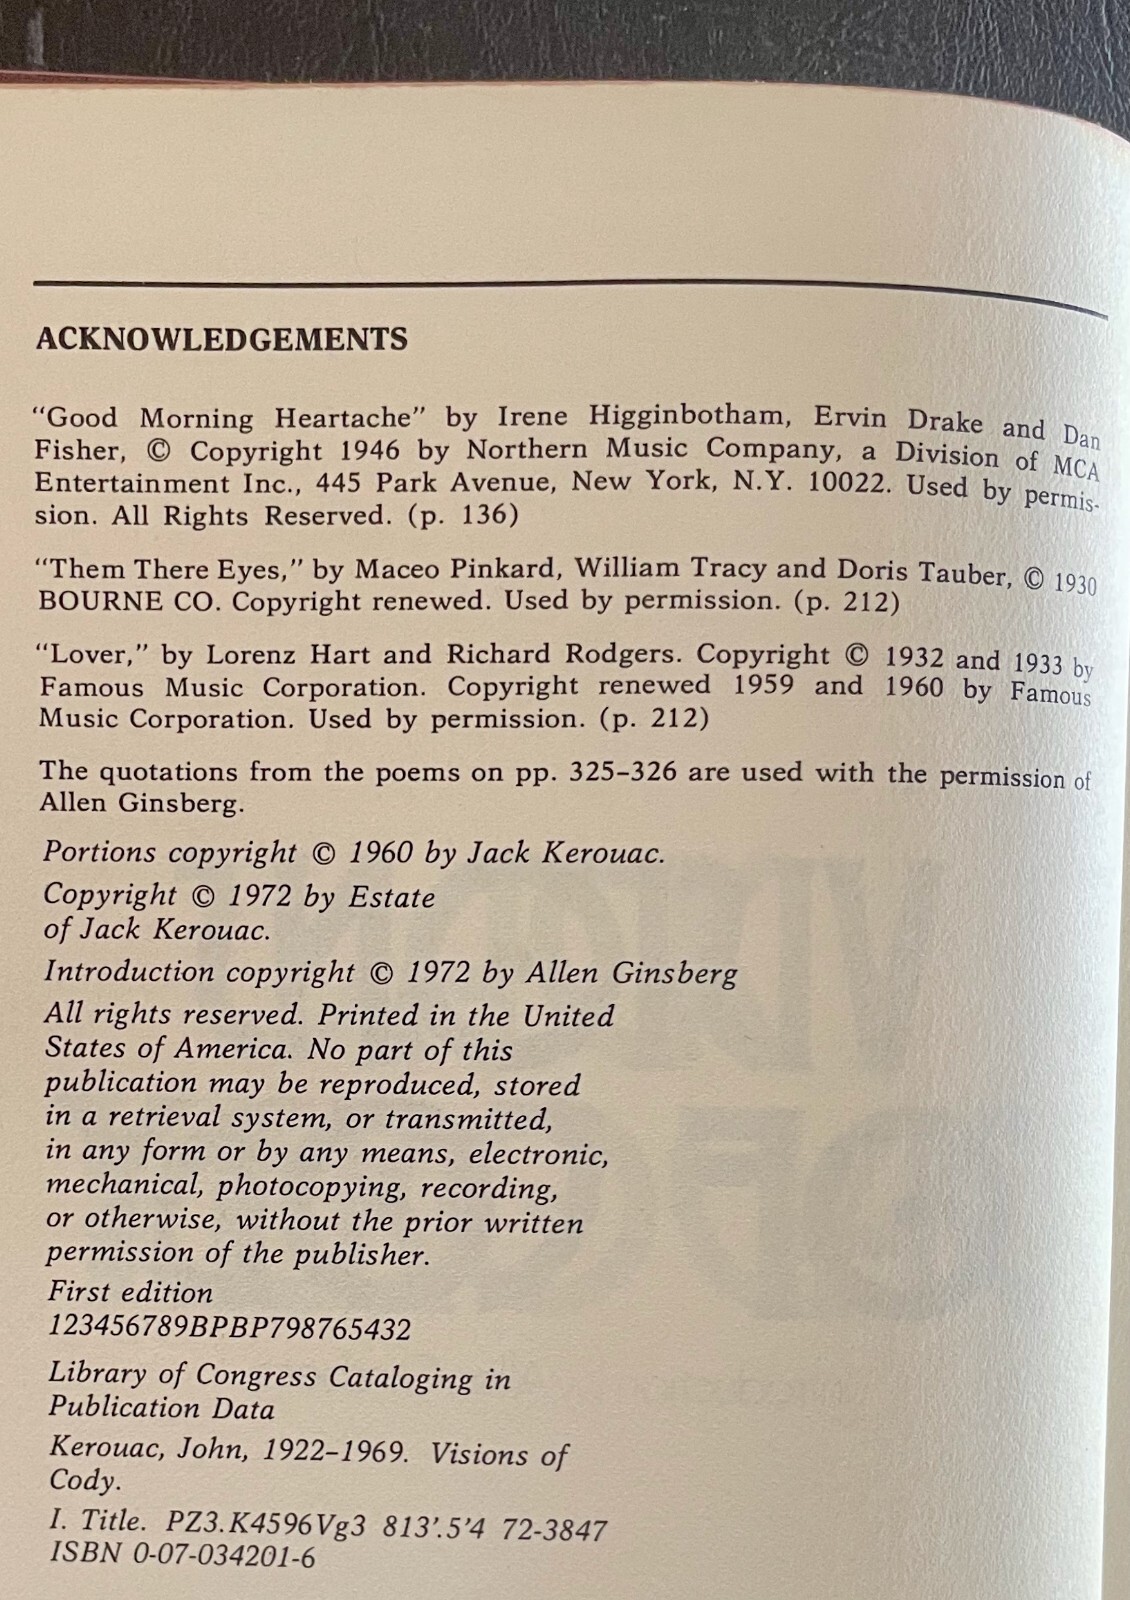 ACKNOWLEDGEMENTS
“Good Morning Heartache” by Irene Higginbotham, Ervin Drake and Dan
Fisher, © Copyright 1946 by Northern Music Company, a Division of MCA
Entertainment Inc., 445 Park Avenue, New York, N.Y. 10022. Used by permis-
sion. All Rights Reserved. (p. 136)
“Them There Eyes,” by Maceo Pinkard, William Tracy and Doris Tauber, © 1930
BOURNE CO. Copyright renewed. Used by permission. (p. 212)
“Lover,” by Lorenz Hart and Richard Rodgers. Copyright © 1932 and 1933 by
Famous Music Corporation. Copyright renewed 1959 and 1960 by Famous
Music Corporation. Used by permission. (p. 212)
The quotations from the poems on pp. 325–326 are used with the permission of
Allen Ginsberg.
Portions copyright © 1960 by Jack Kerouac.
Copyright © 1972 by Estate
of Jack Kerouac.
Introduction copyright © 1972 by Allen Ginsberg
All rights reserved. Printed in the United
States of America. No part of this
publication may be reproduced, stored
in a retrieval system, or transmitted,
in any form or by any means, electronic,
mechanical, photocopying, recording,
or otherwise, without the prior written
permission of the publisher.
First edition
123456789BPBP798765432
Library of Congress Cataloging in
Publication Data
Kerouac, John, 1922–1969. Visions of
Cody.
I. Title. PZ3.K4596Vg3 813'.5'4 72-3847
ISBN 0-07-034201-6